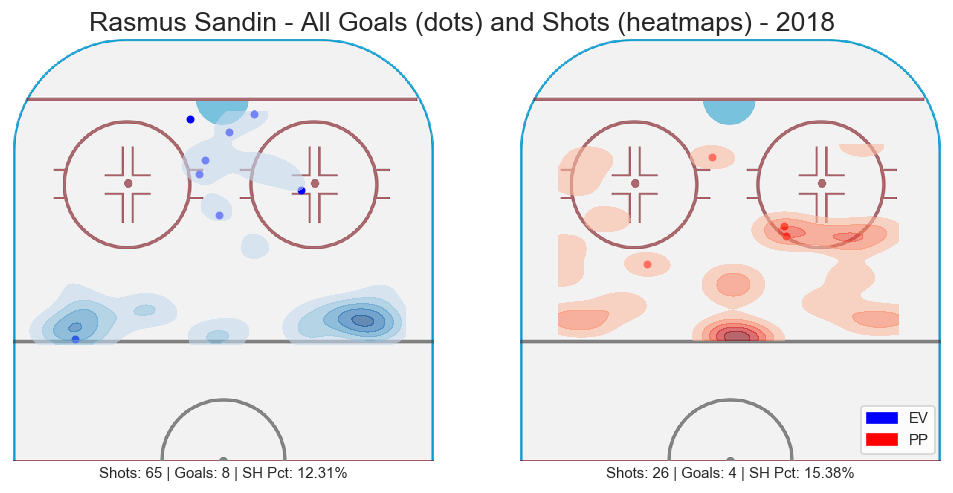 Rasmus Sandin - All Goals (dots) and Shots (heatmaps) - 2018
EV
PP
Shots: 65 | Goals: 8 | SH Pct: 12.31%
Shots: 26 | Goals: 4 | SH Pct: 15.38%